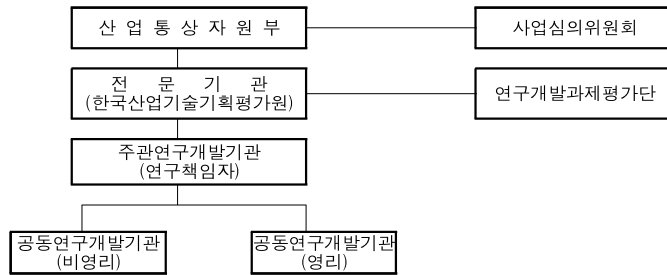 산 업 통 상 자 원 부
사업심의위원회
전 문 기 관
(한국산업기술기획평가원)
연구개발과제평가단
주관연구개발기관
(연구책임자)
공동연구개발기관
(비영리)
공동연구개발기관
(영리)